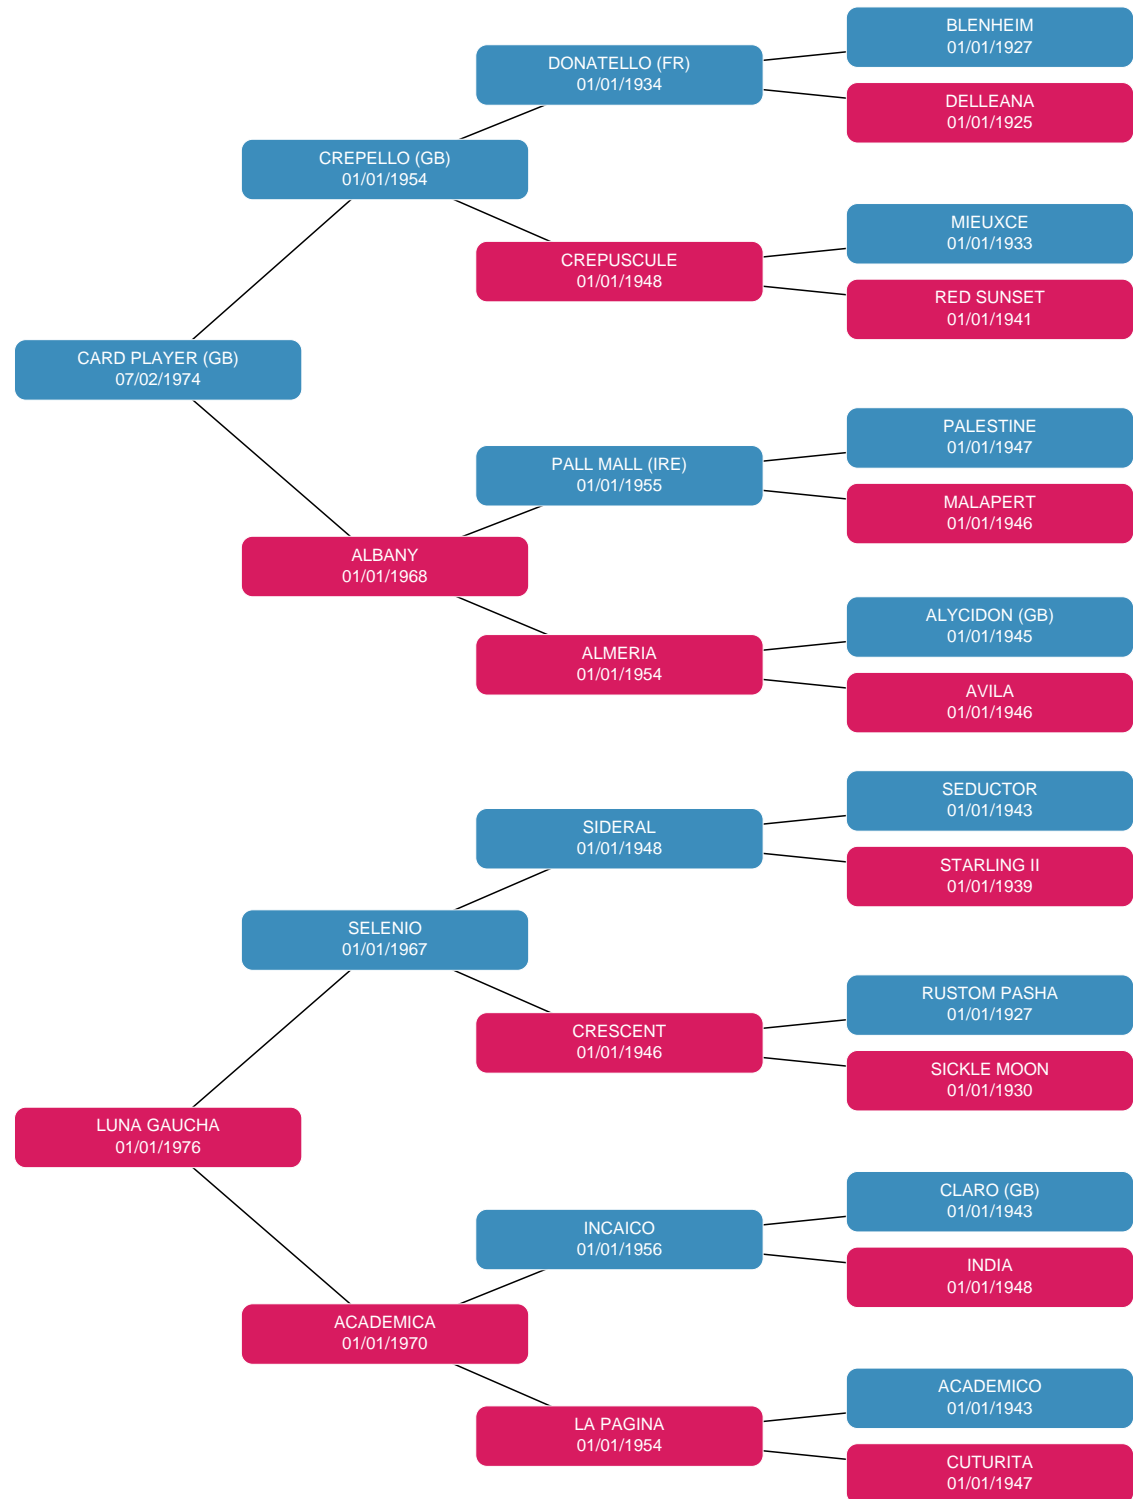 BLENHEIM
01/01/1927
DONATELLO (FR)
01/01/1934
DELLEANA
01/01/1925
CREPELLO (GB)
01/01/1954
MIEUXCE
01/01/1933
CREPUSCULE
01/01/1948
RED SUNSET
01/01/1941
CARD PLAYER (GB)
07/02/1974
PALESTINE
01/01/1947
PALL MALL (IRE)
01/01/1955
MALAPERT
01/01/1946
ALBANY
01/01/1968
ALYCIDON (GB)
01/01/1945
ALMERIA
01/01/1954
AVILA
01/01/1946
SEDUCTOR
01/01/1943
SIDERAL
01/01/1948
STARLING II
01/01/1939
SELENIO
01/01/1967
RUSTOM PASHA
01/01/1927
CRESCENT
01/01/1946
SICKLE MOON
01/01/1930
LUNA GAUCHA
01/01/1976
CLARO (GB)
01/01/1943
INCAICO
01/01/1956
INDIA
01/01/1948
ACADEMICA
01/01/1970
ACADEMICO
01/01/1943
LA PAGINA
01/01/1954
CUTURITA
01/01/1947